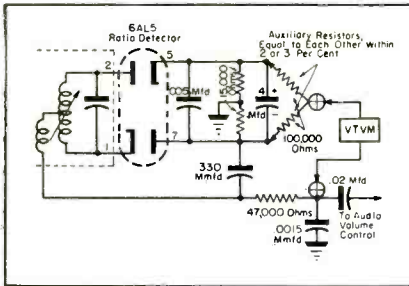 6AL5
Ratio Detector
Auxiliary Resistors,
Equal to Each Other Within
2 or 3 Per Cent
2
5
.005 Mfd
15,000
4
+
Mfd
VTVM
7
100,000
Ohms
1
330
Mmfd
.02 Mfd
47,000 Ohms
To Audio
Volume
Control
.0015
Mmfd